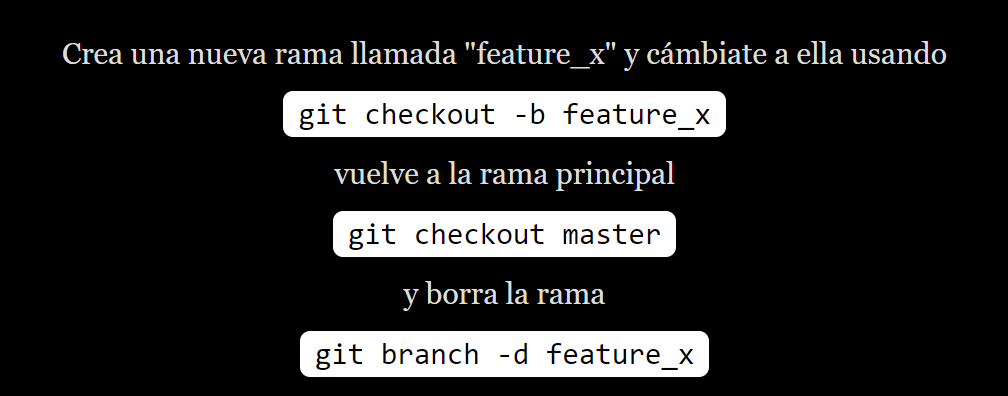 Crea una nueva rama llamada "feature_x" y cámbiate a ella usando
git checkout -b feature_x
vuelve a la rama principal
git checkout master
y borra la rama
git branch -d feature_x